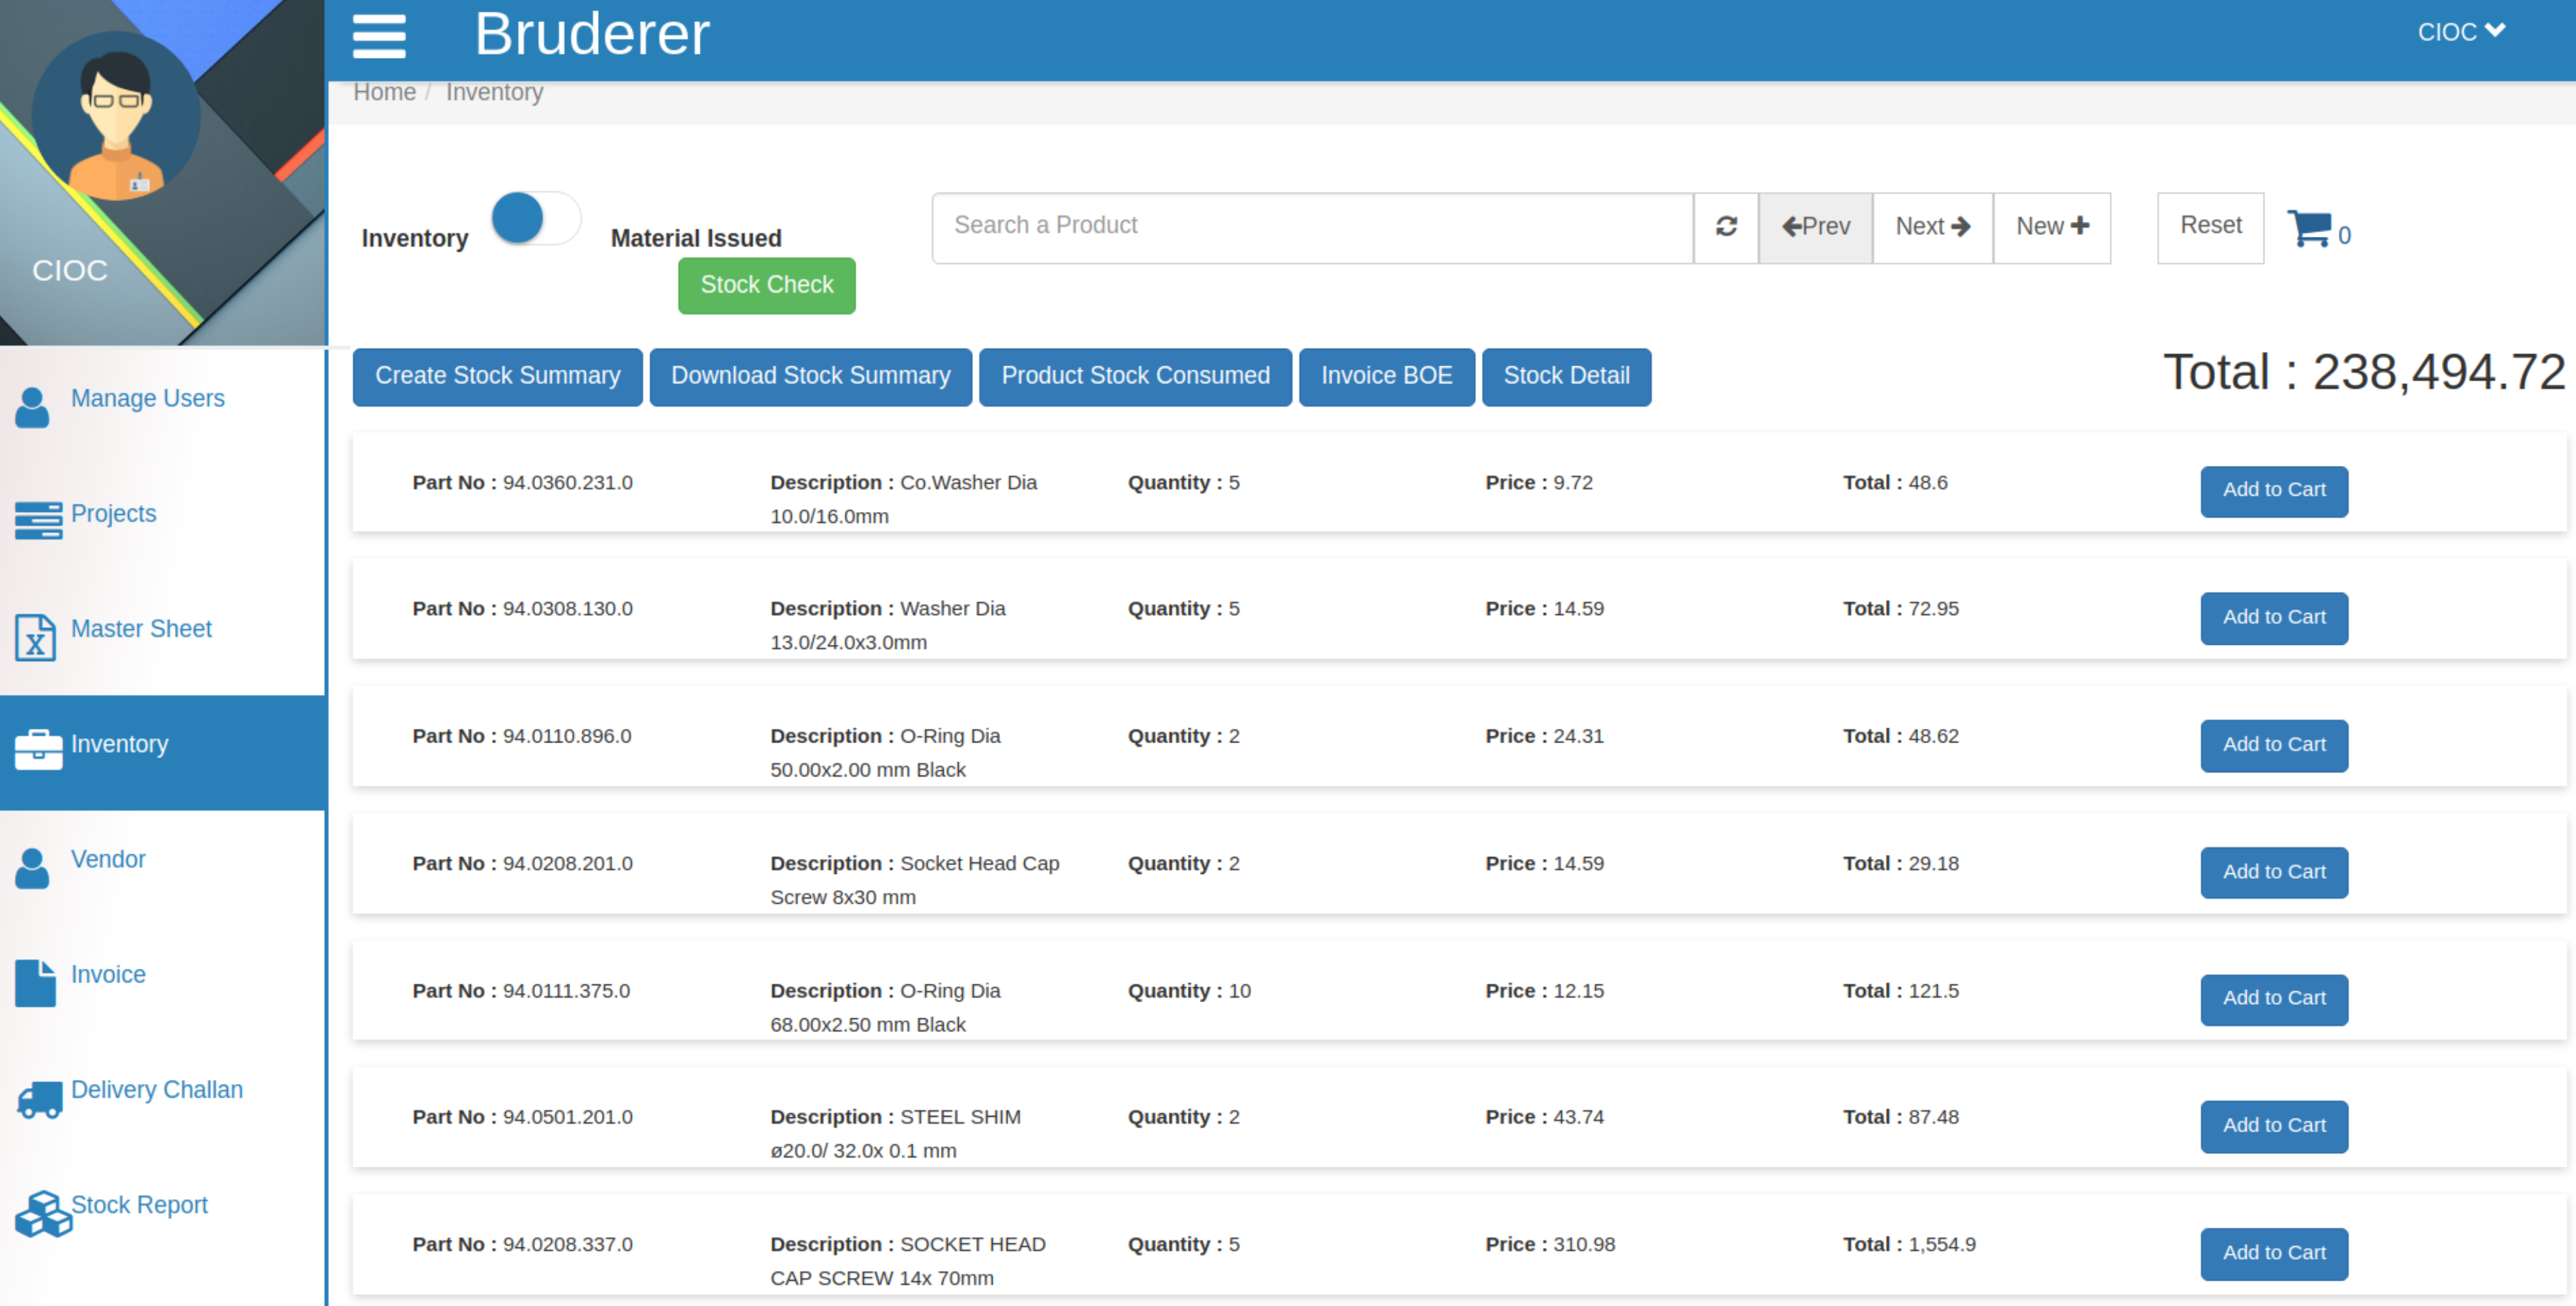 Bruderer
CIOC
Home / Inventory
CIOC
Inventory
Material Issued
Stock Check
Search a Product
Prev
Next
New
Reset
0
Create Stock Summary
Download Stock Summary
Product Stock Consumed
Invoice BOE
Stock Detail
Total : 238,494.72
Manage Users
Projects
Master Sheet
Inventory
Vendor
Invoice
Delivery Challan
Stock Report
Part No : 94.0360.231.0
Description : Co.Washer Dia
10.0/16.0mm
Quantity : 5
Price : 9.72
Total : 48.6
Add to Cart
Part No : 94.0308.130.0
Description : Washer Dia
13.0/24.0x3.0mm
Quantity : 5
Price : 14.59
Total : 72.95
Add to Cart
Part No : 94.0110.896.0
Description : O-Ring Dia
50.00x2.00 mm Black
Quantity : 2
Price : 24.31
Total : 48.62
Add to Cart
Part No : 94.0208.201.0
Description : Socket Head Cap
Screw 8x30 mm
Quantity : 2
Price : 14.59
Total : 29.18
Add to Cart
Part No : 94.0111.375.0
Description : O-Ring Dia
68.00x2.50 mm Black
Quantity : 10
Price : 12.15
Total : 121.5
Add to Cart
Part No : 94.0501.201.0
Description : STEEL SHIM
ø20.0/ 32.0x 0.1 mm
Quantity : 2
Price : 43.74
Total : 87.48
Add to Cart
Part No : 94.0208.337.0
Description : SOCKET HEAD
CAP SCREW 14x 70mm
Quantity : 5
Price : 310.98
Total : 1,554.9
Add to Cart